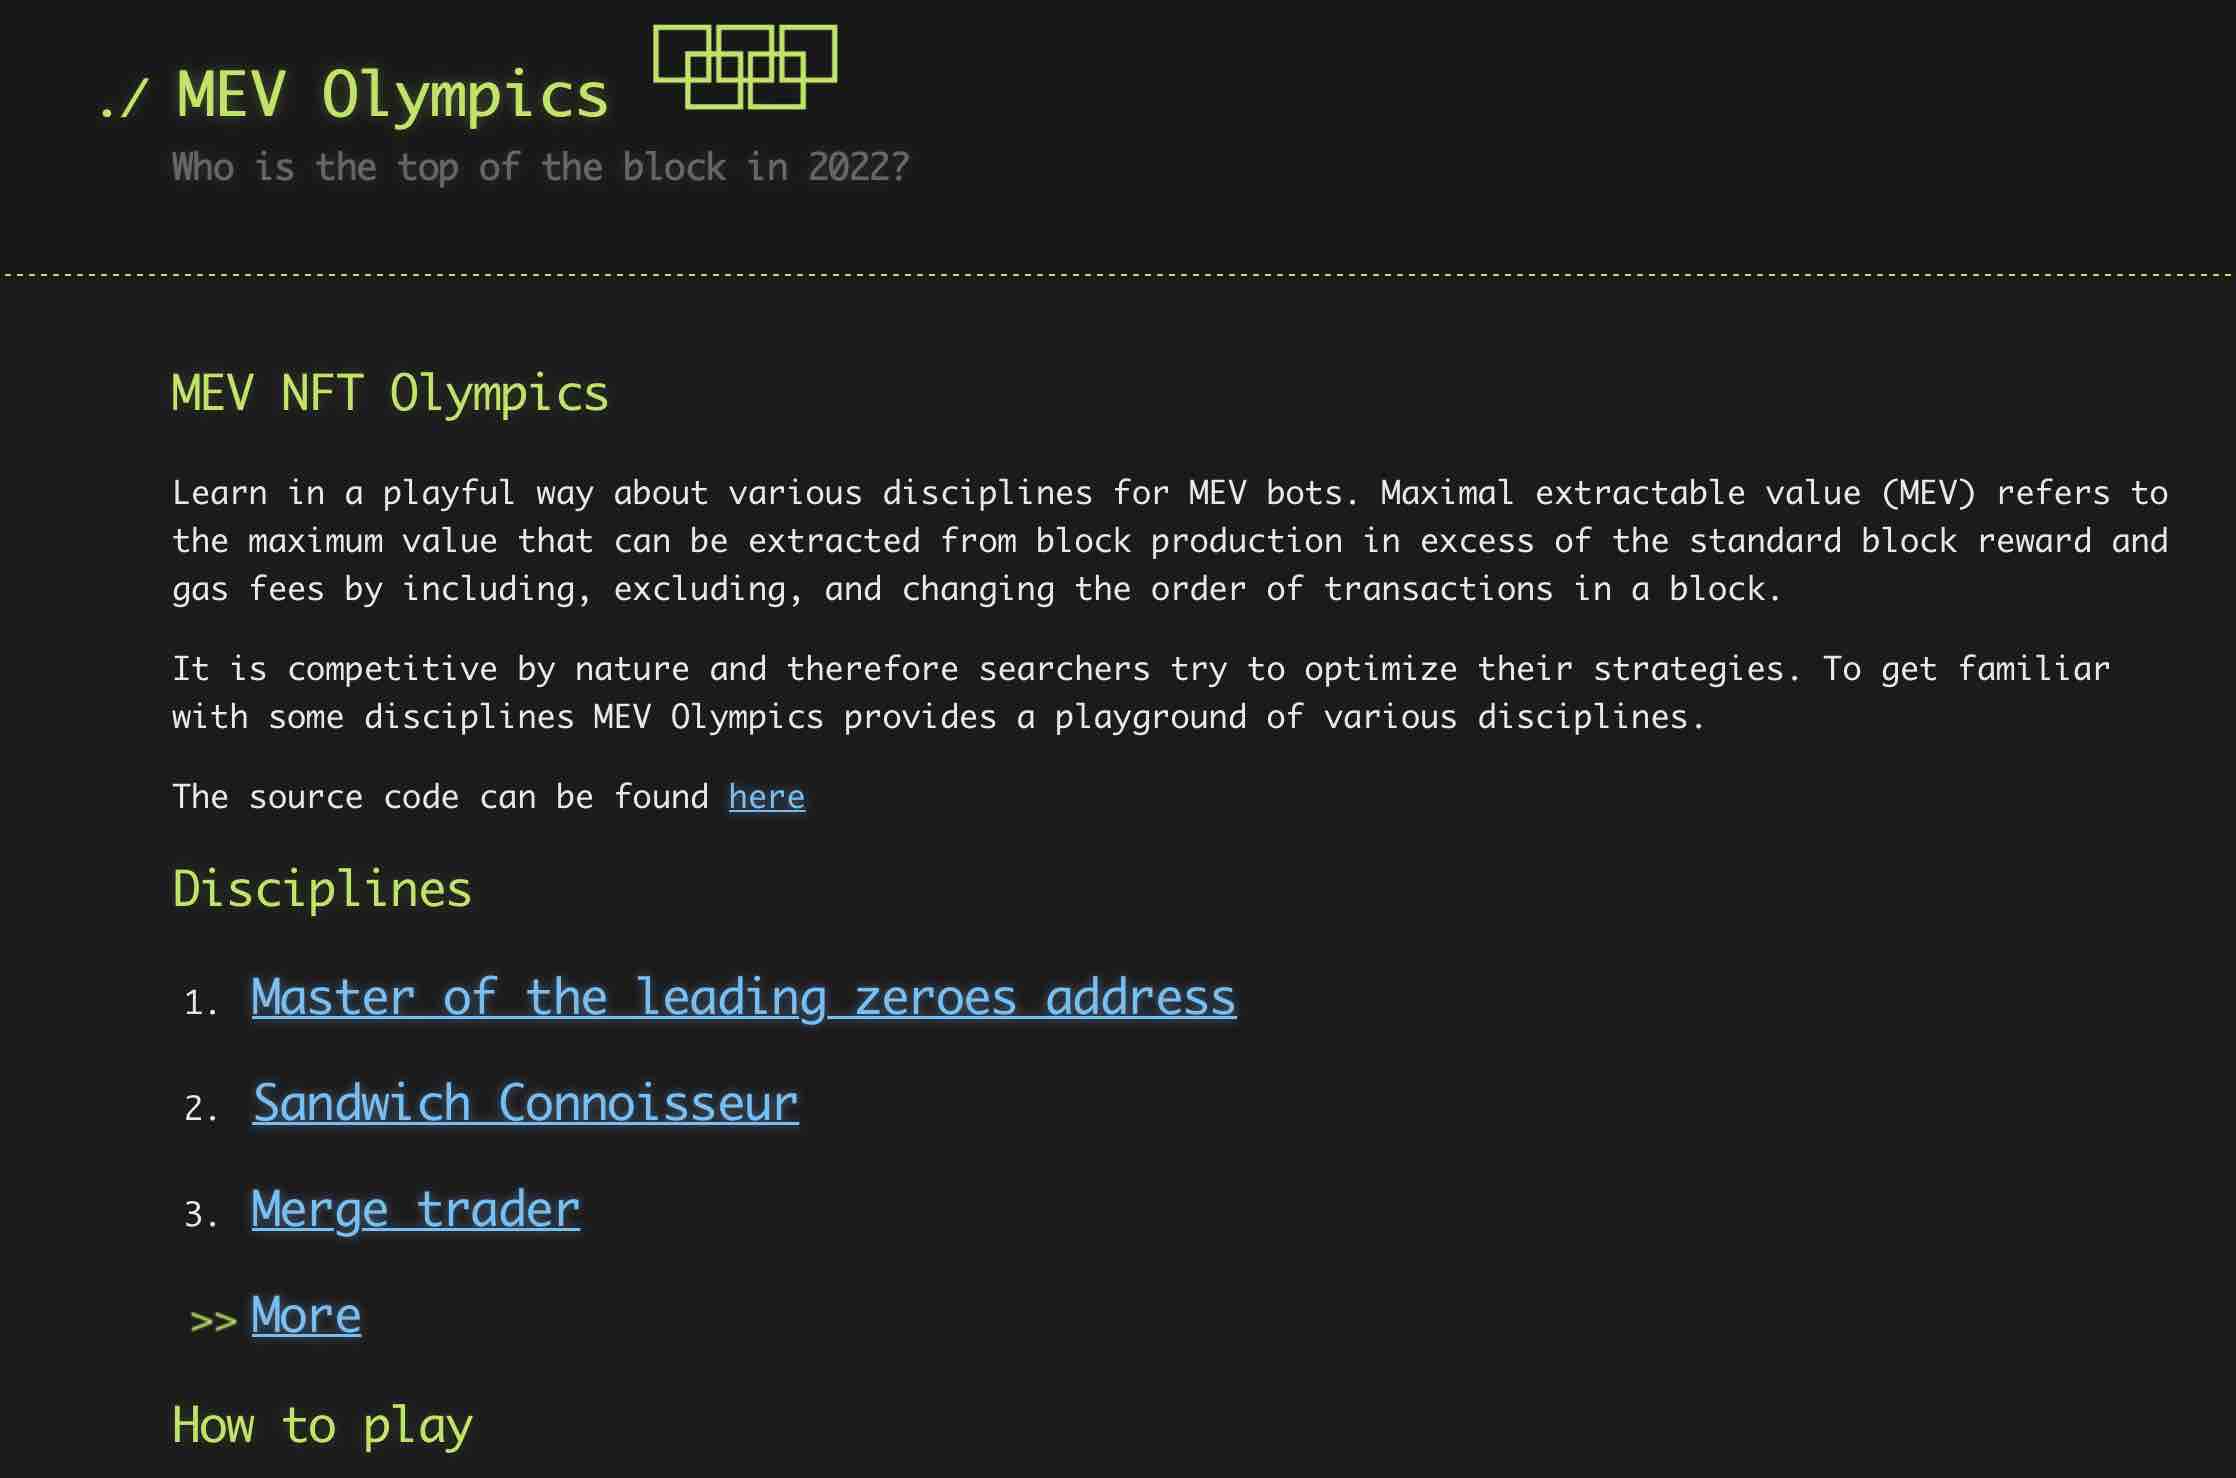 ./ MEV Olympics
Who is the top of the block in 2022?
MEV NFT Olympics
Learn in a playful way about various disciplines for MEV bots. Maximal extractable value (MEV) refers to
the maximum value that can be extracted from block production in excess of the standard block reward and
gas fees by including, excluding, and changing the order of transactions in a block.
It is competitive by nature and therefore searchers try to optimize their strategies. To get familiar
with some disciplines MEV Olympics provides a playground of various disciplines.
The source code can be found here
Disciplines
1. Master of the leading zeroes address
2. Sandwich Connoisseur
3. Merge trader
>> More
How to play